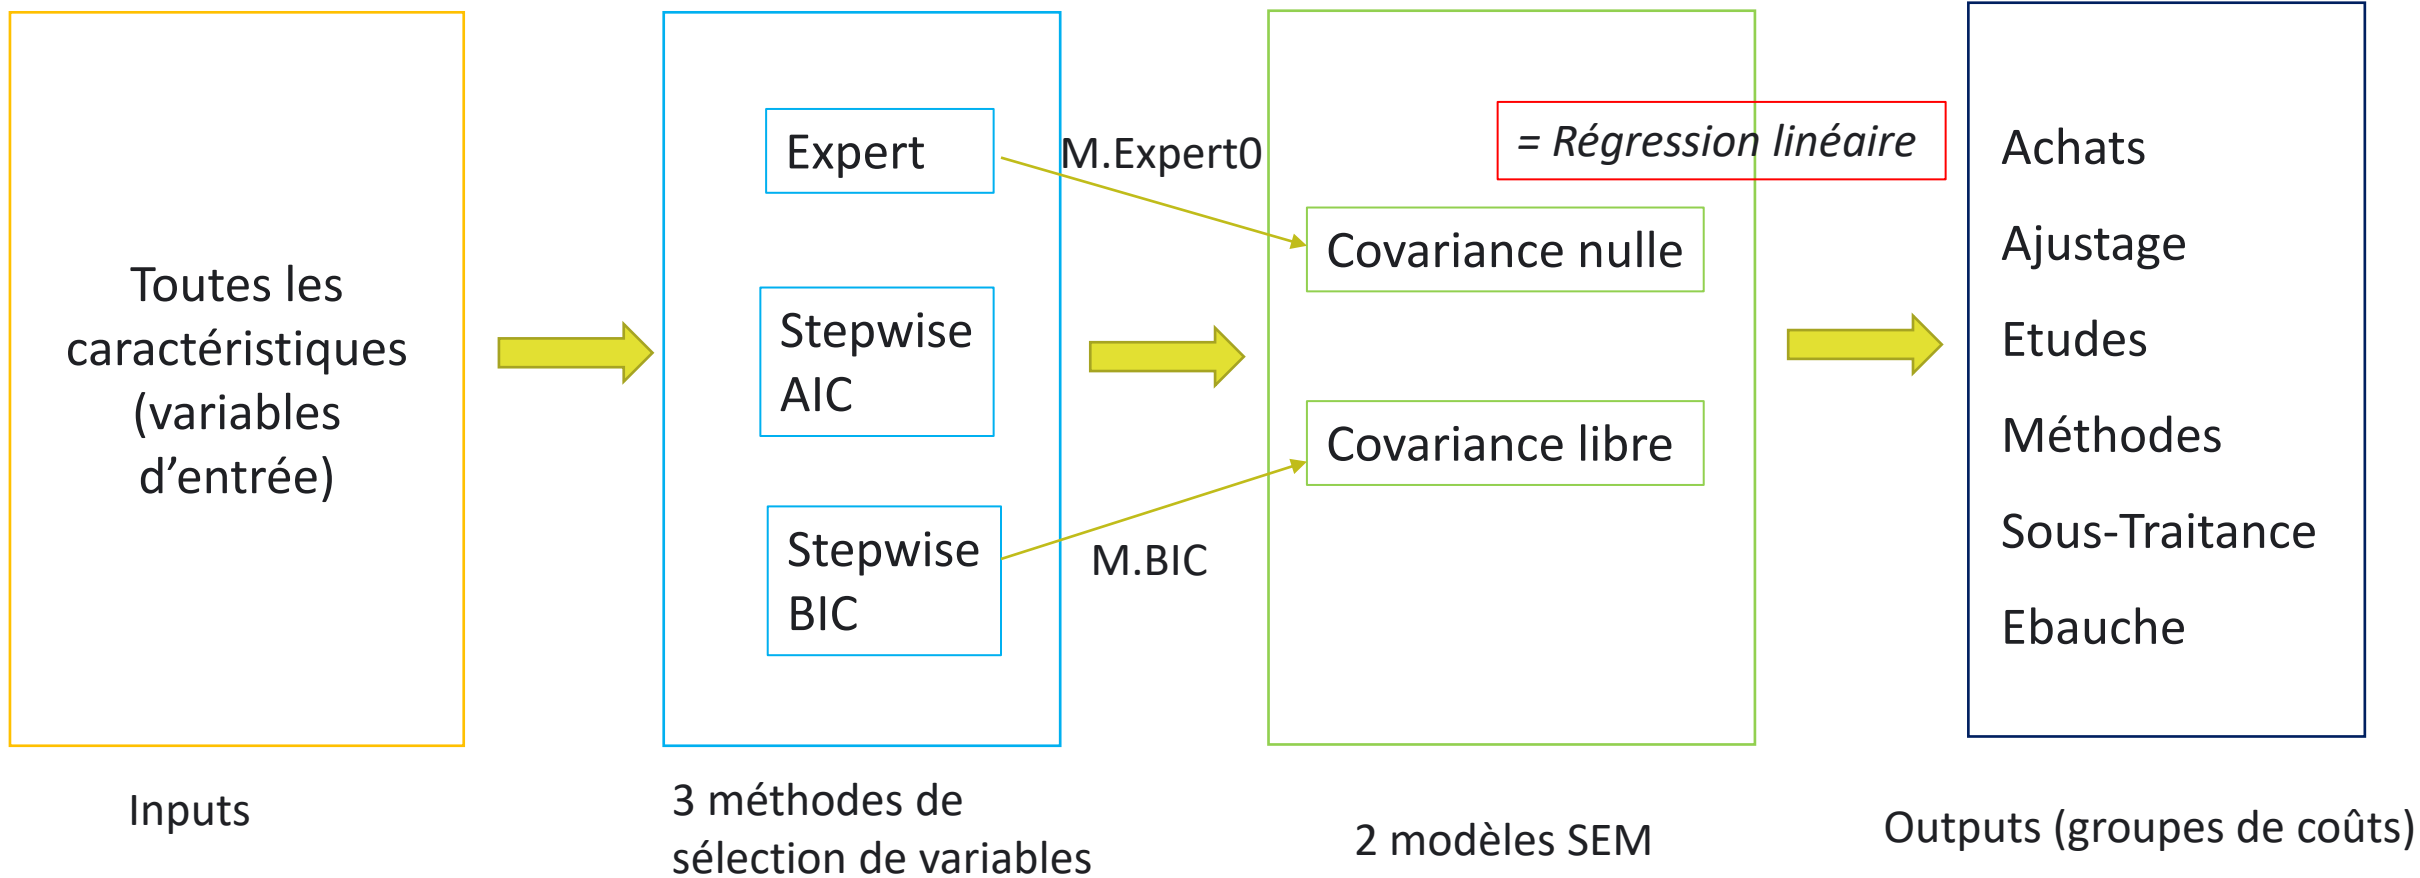 Toutes les
caractéristiques
(variables
d’entrée)
Inputs
Expert
Stepwise
AIC
Stepwise
BIC
3 méthodes de
sélection de variables
M.Expert0
M.BIC
= Régression linéaire
Covariance nulle
Covariance libre
2 modèles SEM
Achats
Ajustage
Etudes
Méthodes
Sous-Traitance
Ebauche
Outputs (groupes de coûts)